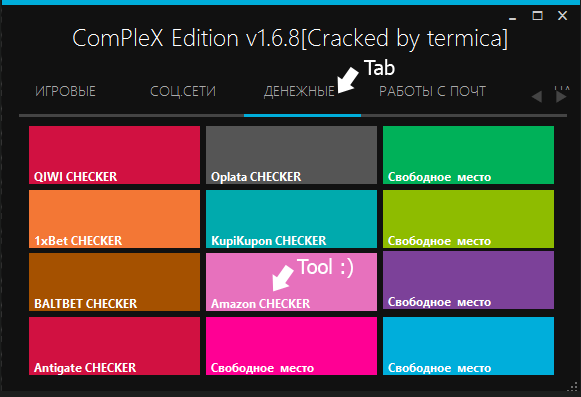 ComPleX Edition v1.6.8[Cracked by termica]
Tab
ИГРОВЫЕ СОЦ.СЕТИ ДЕНЕЖНЫЕ РАБОТЫ С ПОЧТ
QIWI CHECKER Oplata CHECKER Свободное место
1xBet CHECKER KupiKupon CHECKER Свободное место
Tool :)
BALTBET CHECKER Amazon CHECKER Свободное место
Antigate CHECKER Свободное место Свободное место